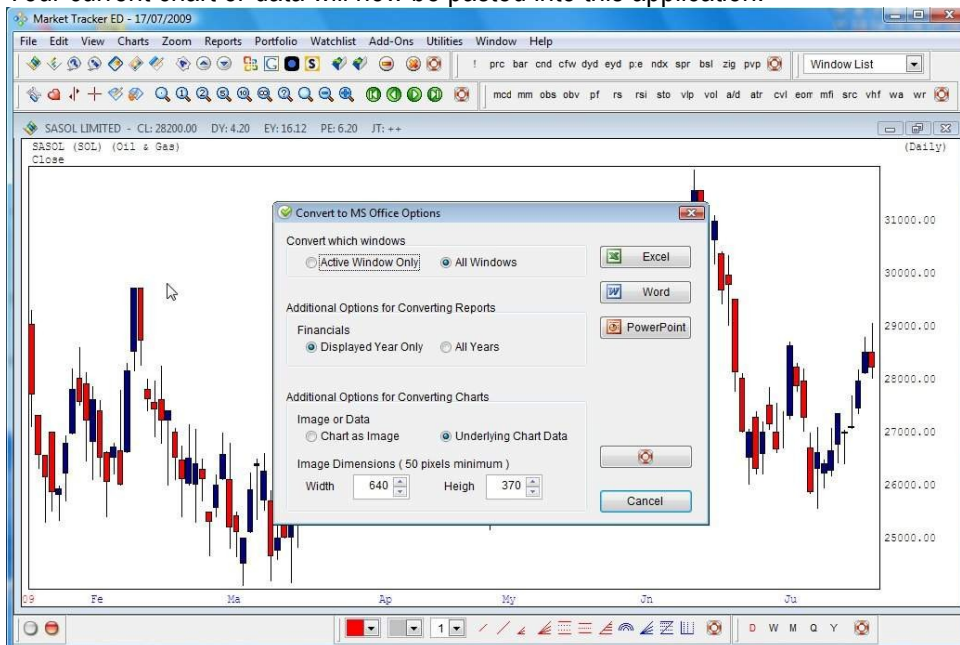 Your current chart or data will now be pasted into this application.
Market Tracker ED - 17/07/2009
File Edit View Charts Zoom Reports Portfolio Watchlist Add-Ons Utilities Window Help
! prc bar cnd cfw dyd eyd p:e ndx spr bsl zig pvp Window List
mcd mm obs obv pf rs rsi sto vlp vol a/d atr cvl eom mfi src vhf wa wr
SASOL LIMITED - CL: 28200.00 DY: 4.20 EY: 16.12 PE: 6.20 JT: ++
SASOL (SOL) (Oil & Gas) (Daily)
Close
Convert to MS Office Options
Convert which windows
Active Window Only All Windows
Excel
Word
Additional Options for Converting Reports
PowerPoint
Financials
Displayed Year Only All Years
Additional Options for Converting Charts
Image or Data
Chart as Image Underlying Chart Data
Image Dimensions ( 50 pixels minimum )
Width 640 Heigh 370
Cancel
31000.00
30000.00
29000.00
28000.00
27000.00
26000.00
25000.00
09 Fe Ma Ap My Jn Ju
1 D W M Q Y